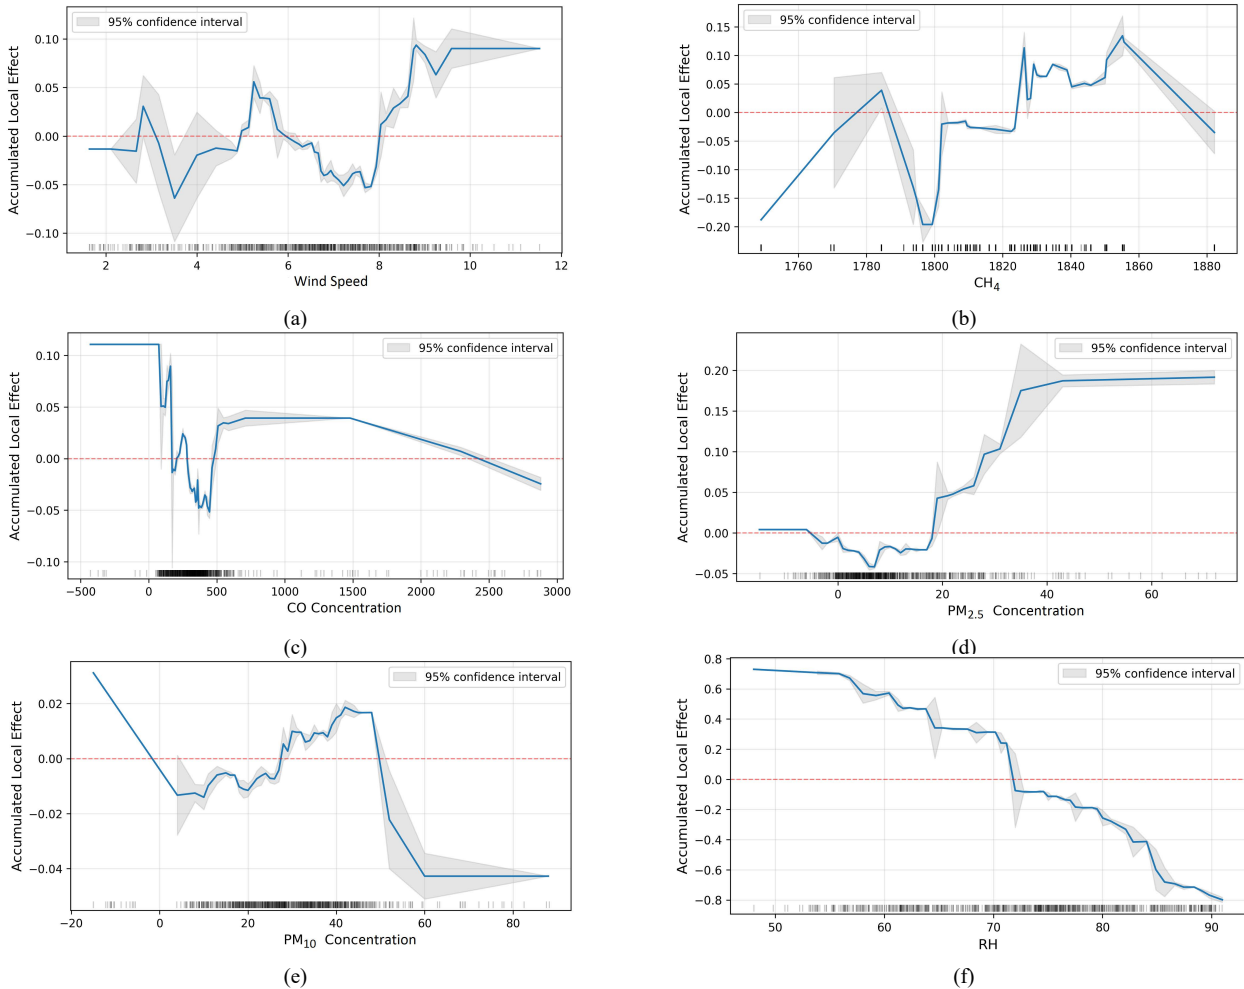 95% confidence interval
Accumulated Local Effect
0.10
0.05
0.00
−0.05
−0.10
2 4 6 8 10 12
Wind Speed
(a)
95% confidence interval
Accumulated Local Effect
0.15
0.10
0.05
0.00
−0.05
−0.10
−0.15
−0.20
1760 1780 1800 1820 1840 1860 1880
CH4
(b)
95% confidence interval
Accumulated Local Effect
0.10
0.05
0.00
−0.05
−0.10
−500 0 500 1000 1500 2000 2500 3000
CO Concentration
(c)
95% confidence interval
Accumulated Local Effect
0.20
0.15
0.10
0.05
0.00
−0.05
0 20 40 60
PM2.5 Concentration
(d)
95% confidence interval
Accumulated Local Effect
0.02
0.00
−0.02
−0.04
−20 0 20 40 60 80
PM10 Concentration
(e)
95% confidence interval
Accumulated Local Effect
0.8
0.6
0.4
0.2
0.0
−0.2
−0.4
−0.6
−0.8
50 60 70 80 90
RH
(f)